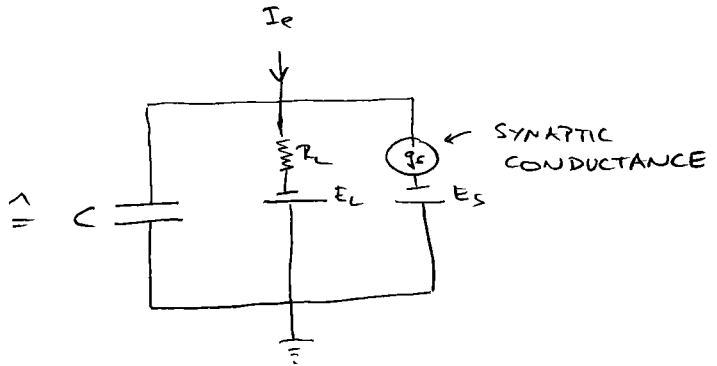 Ie
≙ C
RL
EL
gs
Es
← SYNAPTIC
CONDUCTANCE